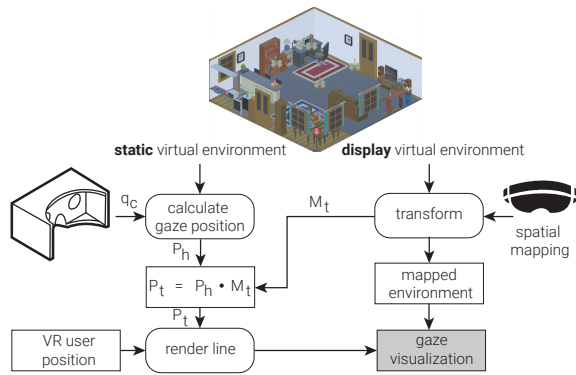 static virtual environment
display virtual environment
q_c
calculate
gaze position
M_t
transform
spatial
mapping
P_h
P_t = P_h • M_t
mapped
environment
P_t
VR user
position
render line
gaze
visualization